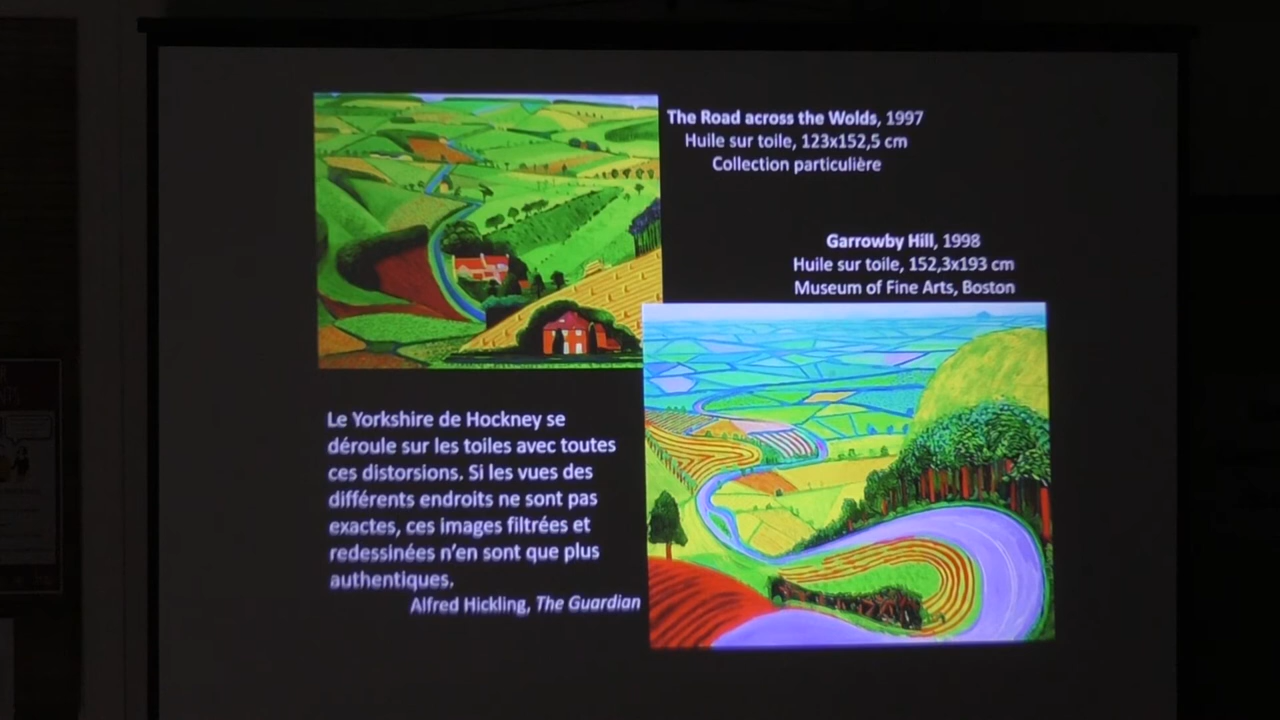 The Road across the Wolds, 1997
Huile sur toile, 123x152,5 cm
Collection particulière
Garrowby Hill, 1998
Huile sur toile, 152,3x193 cm
Museum of Fine Arts, Boston
Le Yorkshire de Hockney se
déroule sur les toiles avec toutes
ces distorsions. Si les vues des
différents endroits ne sont pas
exactes, ces images filtrées et
redessinées n'en sont que plus
authentiques.
Alfred Hickling, The Guardian